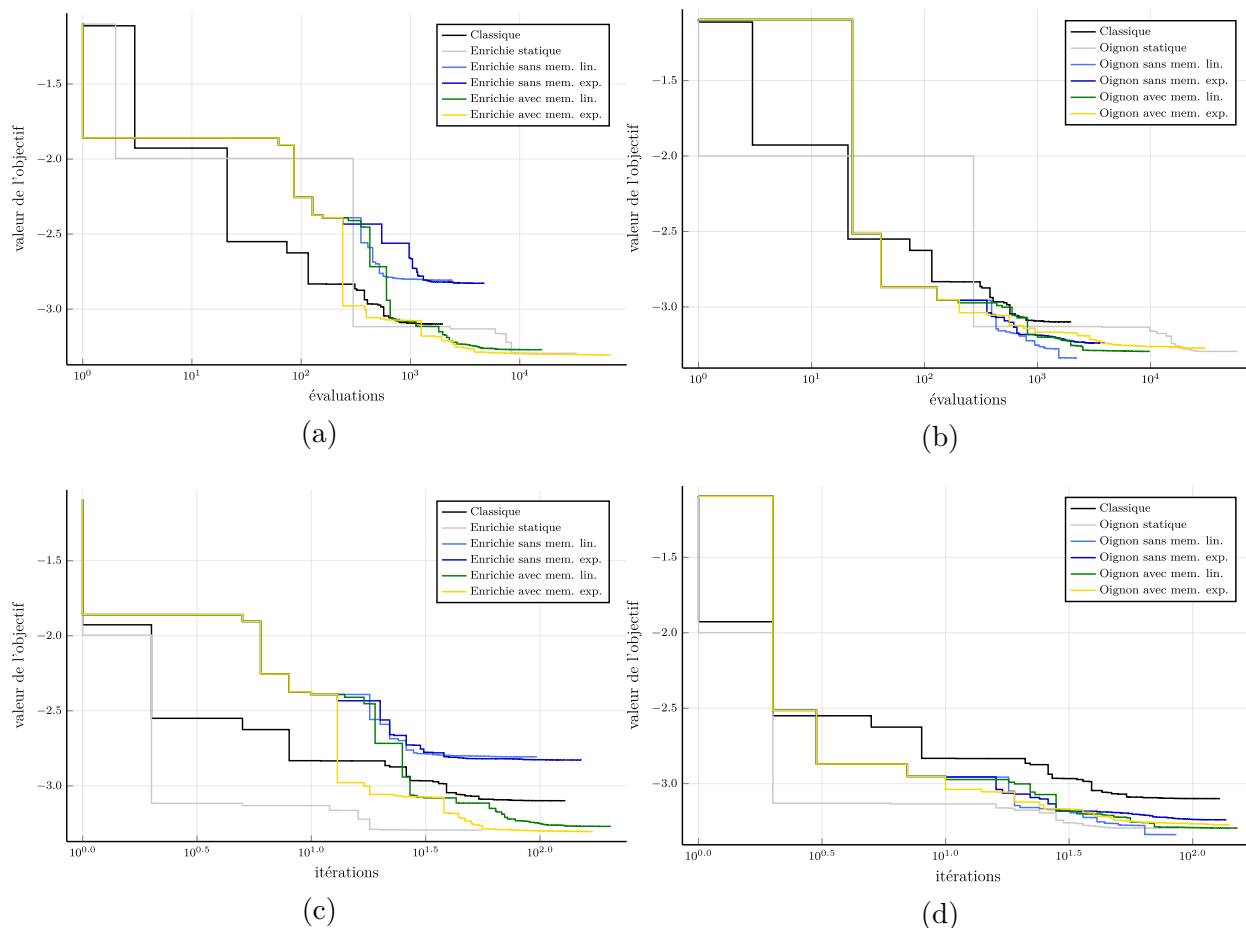 Classique
Enrichie statique
Enrichie sans mem. lin.
Enrichie sans mem. exp.
Enrichie avec mem. lin.
Enrichie avec mem. exp.
−1.5
−2.0
−2.5
−3.0
valeur de l'objectif
10⁰
10¹
10²
10³
10⁴
évaluations
(a)
Classique
Oignon statique
Oignon sans mem. lin.
Oignon sans mem. exp.
Oignon avec mem. lin.
Oignon avec mem. exp.
−1.5
−2.0
−2.5
−3.0
valeur de l'objectif
10⁰
10¹
10²
10³
10⁴
évaluations
(b)
Classique
Enrichie statique
Enrichie sans mem. lin.
Enrichie sans mem. exp.
Enrichie avec mem. lin.
Enrichie avec mem. exp.
−1.5
−2.0
−2.5
−3.0
valeur de l'objectif
10^0.0
10^0.5
10^1.0
10^1.5
10^2.0
itérations
(c)
Classique
Oignon statique
Oignon sans mem. lin.
Oignon sans mem. exp.
Oignon avec mem. lin.
Oignon avec mem. exp.
−1.5
−2.0
−2.5
−3.0
valeur de l'objectif
10^0.0
10^0.5
10^1.0
10^1.5
10^2.0
itérations
(d)